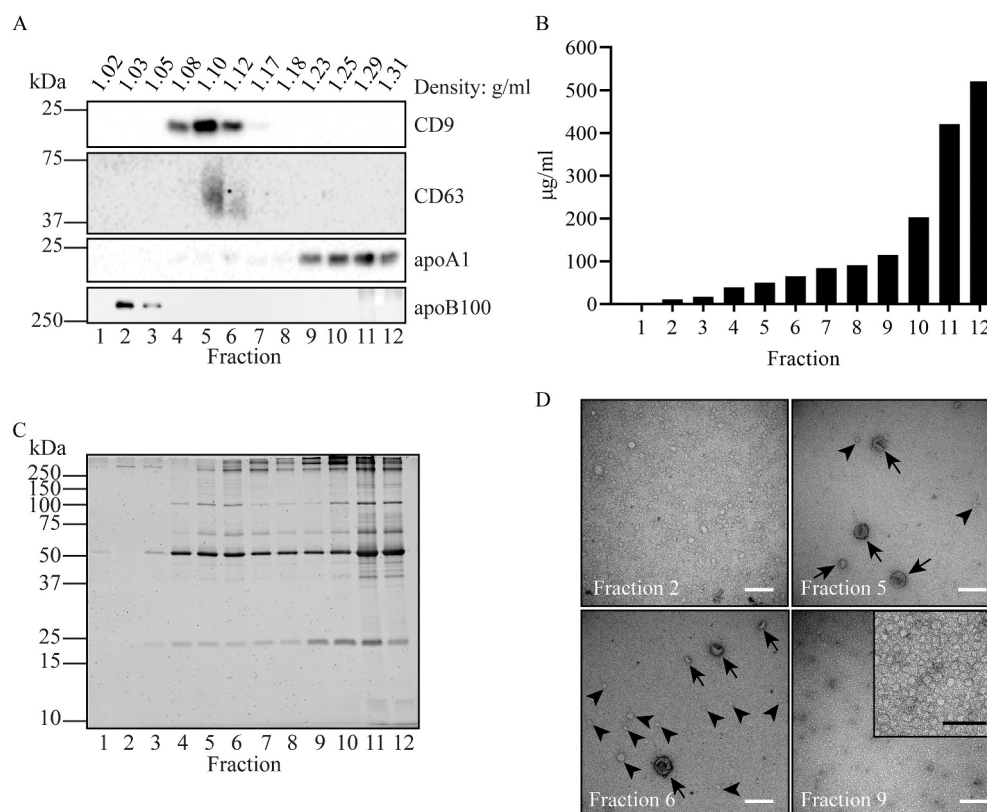 A
kDa
1.02 1.03 1.05 1.08 1.10 1.12 1.17 1.18 1.23 1.25 1.29 1.31
Density: g/ml
25
CD9
75
CD63
37
25
apoA1
apoB100
250
1 2 3 4 5 6 7 8 9 10 11 12
Fraction
B
600
500
400
300
200
100
0
µg/ml
1 2 3 4 5 6 7 8 9 10 11 12
Fraction
C
kDa
250
150
100
75
50
37
25
15
10
1 2 3 4 5 6 7 8 9 10 11 12
Fraction
D
Fraction 2
Fraction 5
Fraction 6
Fraction 9